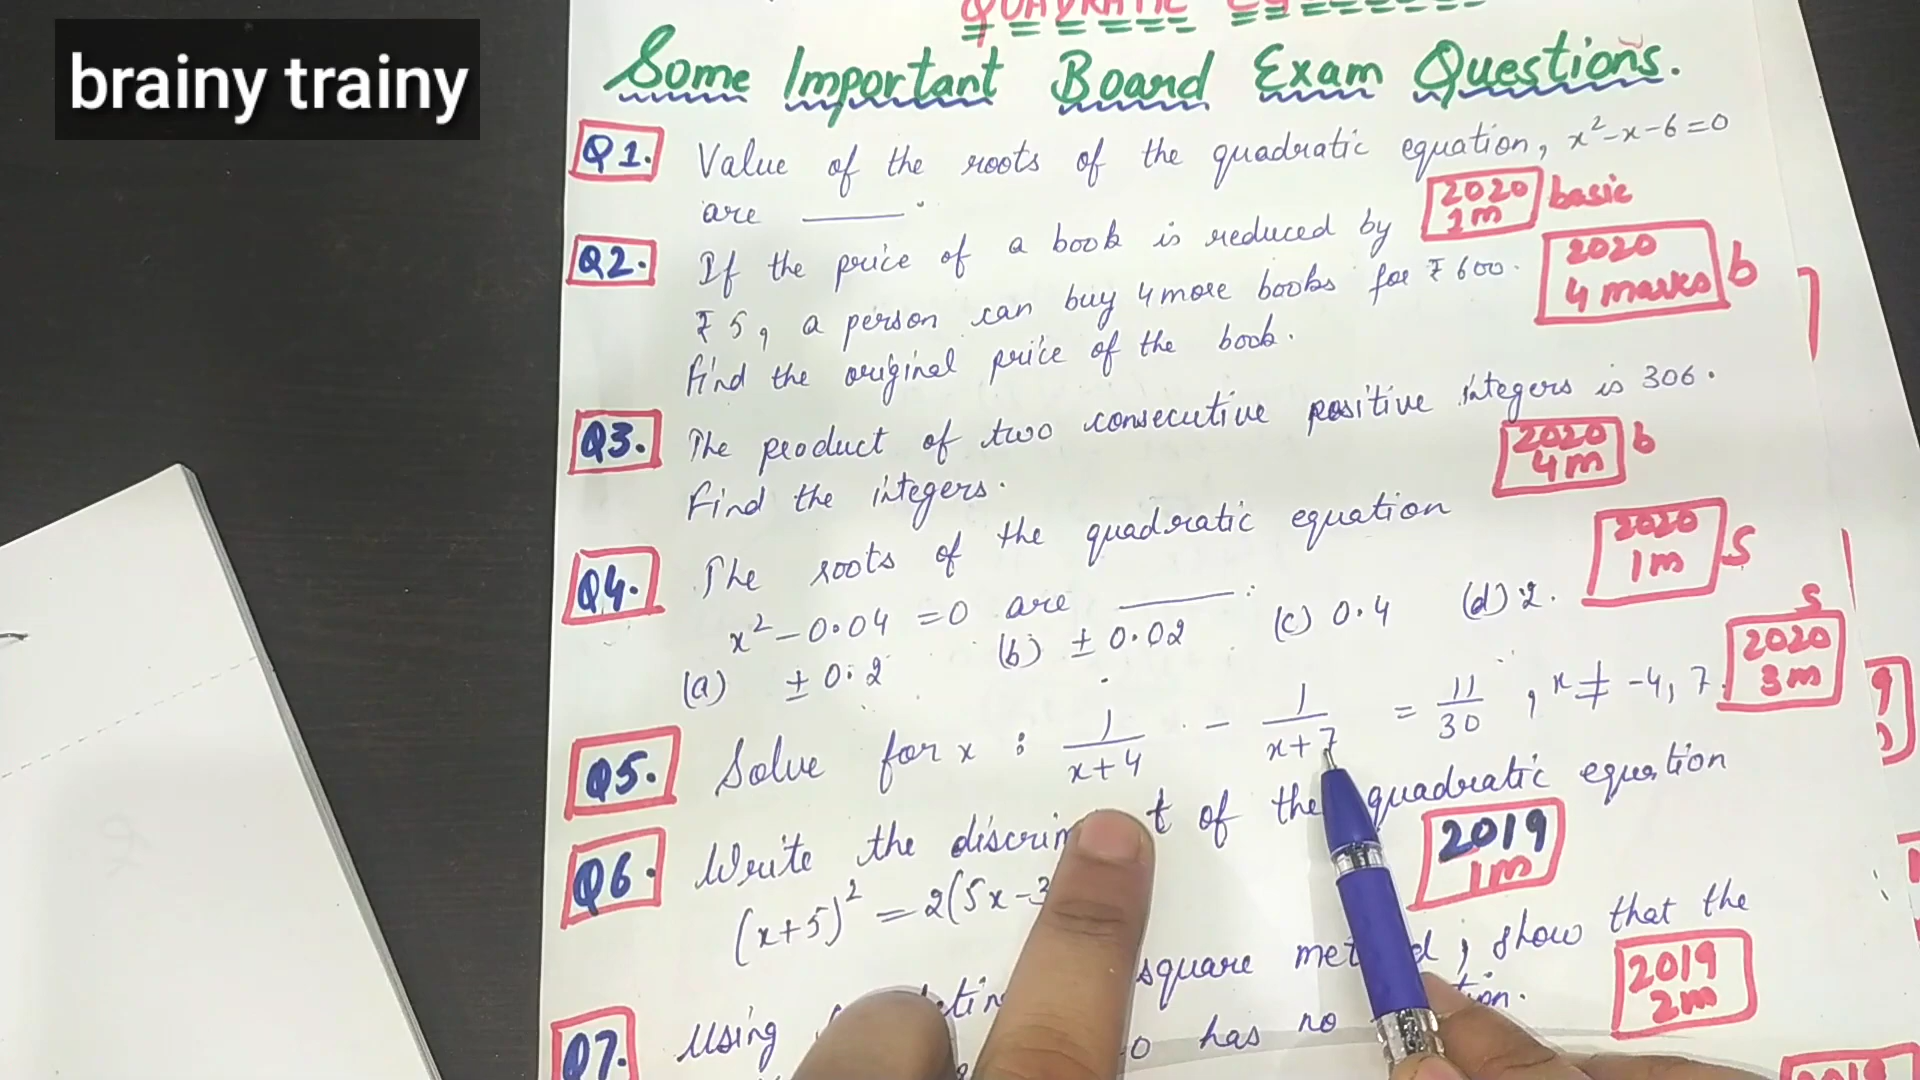 brainy trainy
QUADRATIC
Some Important Board Exam Questions.
Q1. Value of the roots of the quadratic equation, x²-x-6=0
are ______.
2020 1m basic
Q2. If the price of a book is reduced by
₹5, a person can buy 4 more books for ₹600.
find the original price of the book.
2020 4 marks b
Q3. The product of two consecutive positive integers is 306.
Find the integers.
2020 4m b
Q4. The roots of the quadratic equation
x²-0.04=0 are ______.
2020 1m S
(a) ±0.2 (b) ±0.02 (c) 0.4 (d) 2.
Q5. Solve for x : 1/x+4 - 1/x+7 = 11/30, x≠-4, 7.
S 2020 3m
Q6. Write the of the quadratic equation
(x+5)² = 2(5x-3
2019 1m
Q7. Using square show that the
has no
2019 2m
2019